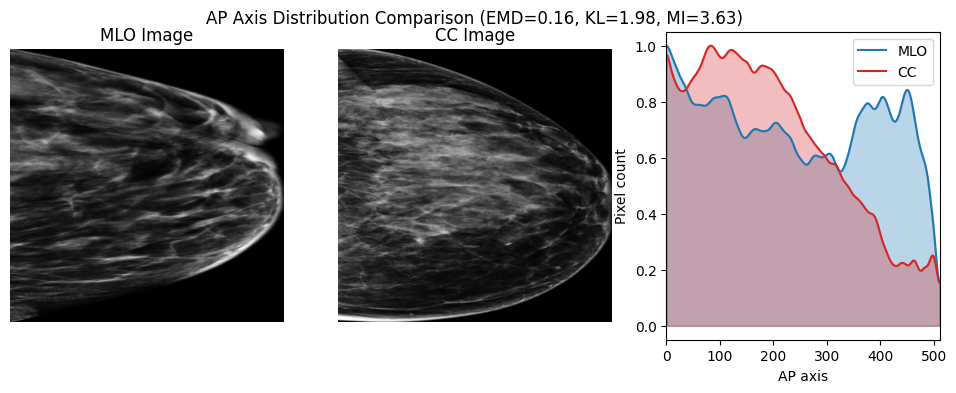 AP Axis Distribution Comparison (EMD=0.16, KL=1.98, MI=3.63)
MLO Image
CC Image
MLO
CC
Pixel count
1.0
0.8
0.6
0.4
0.2
0.0
0 100 200 300 400 500
AP axis